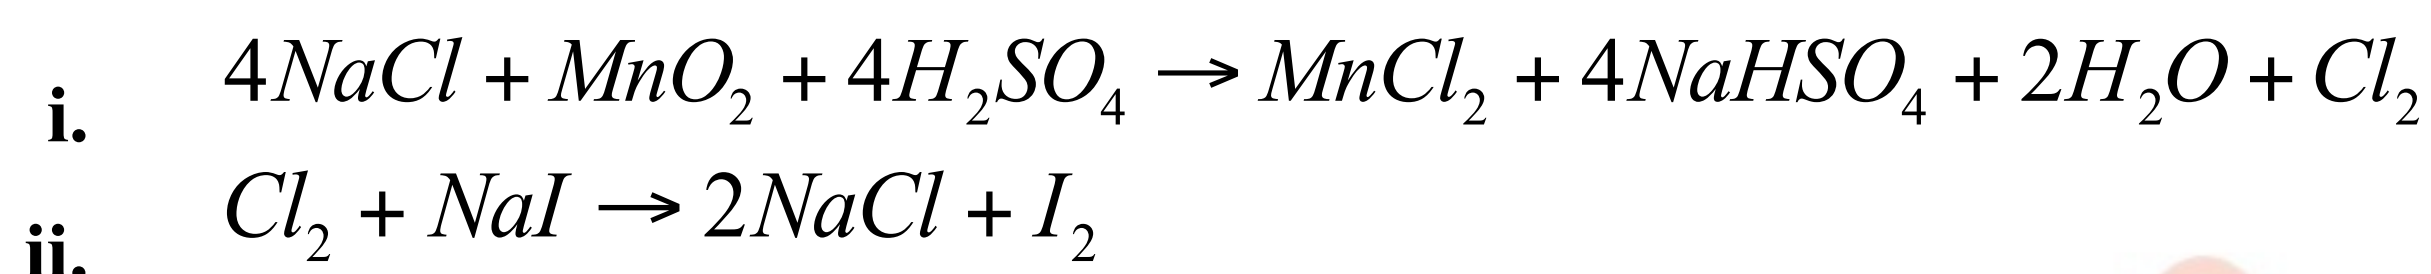 i. 4NaCl + MnO₂ + 4H₂SO₄ → MnCl₂ + 4NaHSO₄ + 2H₂O + Cl₂
ii. Cl₂ + NaI → 2NaCl + I₂